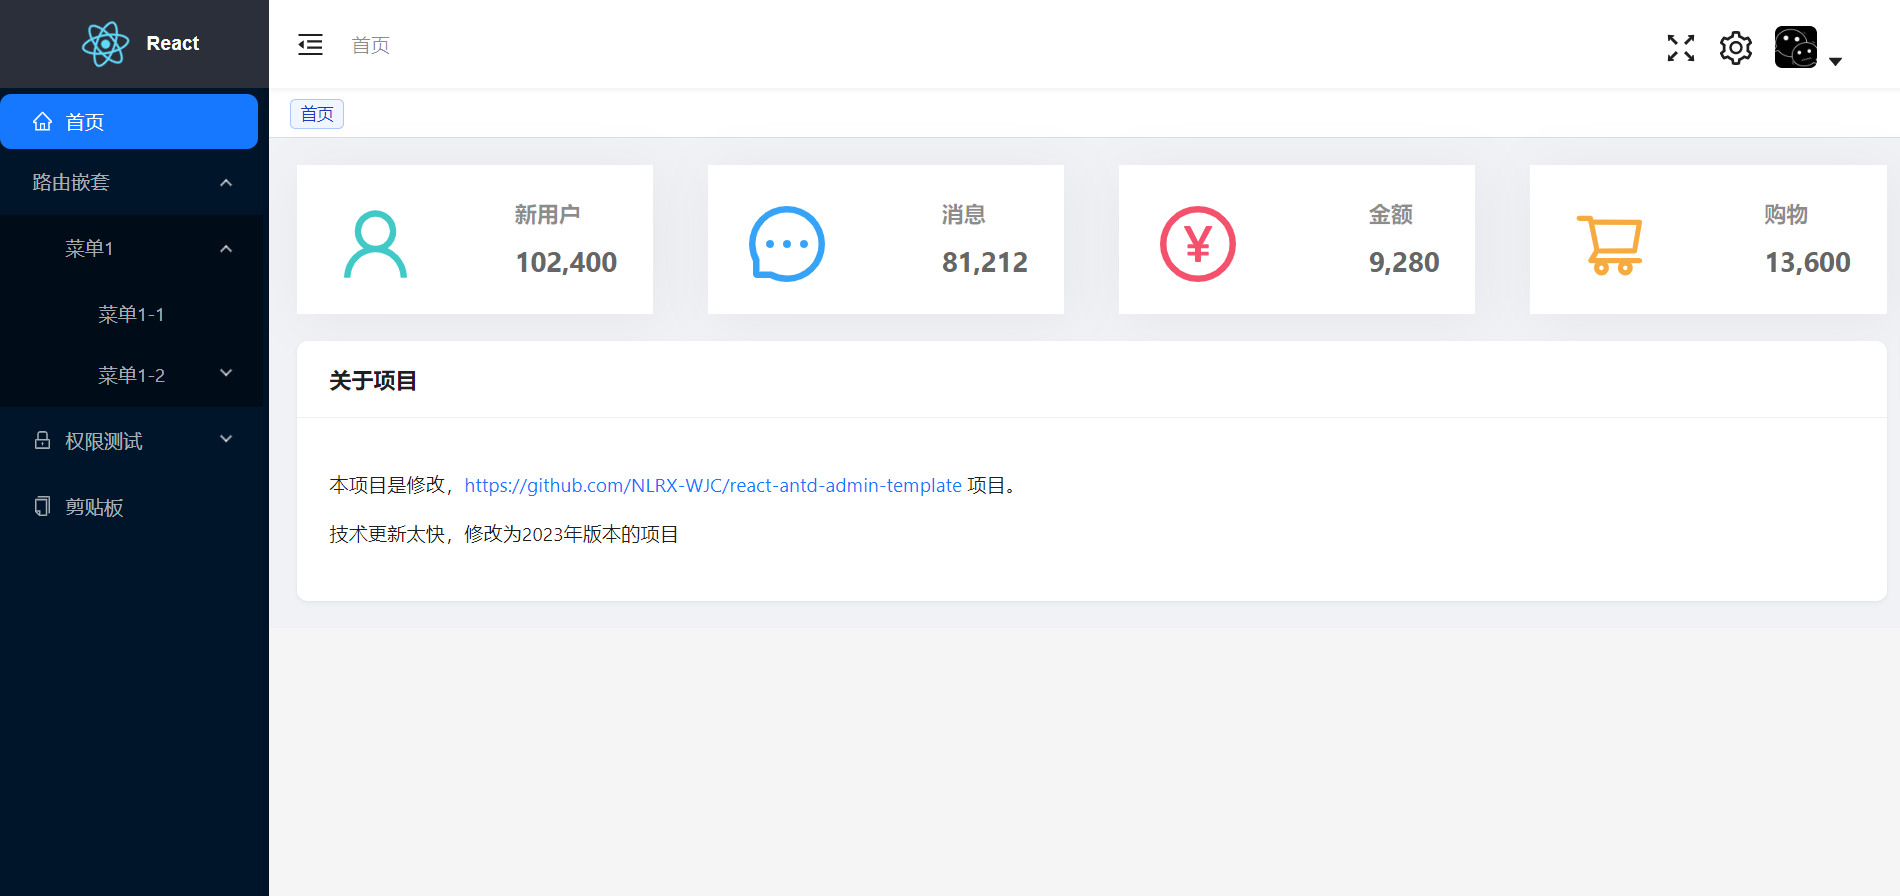 React
首页
首页
路由嵌套
菜单1
菜单1-1
菜单1-2
权限测试
剪贴板
首页
新用户
102,400
消息
81,212
金额
9,280
购物
13,600
关于项目
本项目是修改，https://github.com/NLRX-WJC/react-antd-admin-template 项目。
技术更新太快，修改为2023年版本的项目